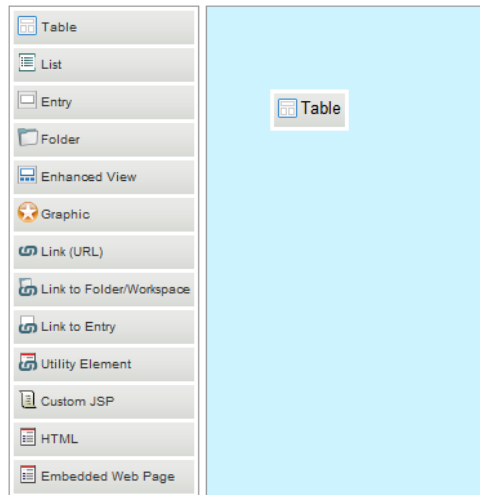 Table
List
Entry
Folder
Enhanced View
Graphic
Link (URL)
Link to Folder/Workspace
Link to Entry
Utility Element
Custom JSP
HTML
Embedded Web Page
Table